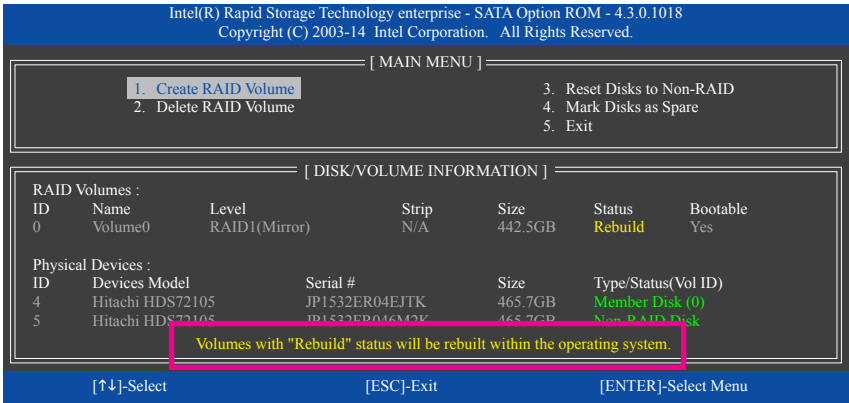 Intel(R) Rapid Storage Technology enterprise - SATA Option ROM - 4.3.0.1018
Copyright (C) 2003-14 Intel Corporation. All Rights Reserved.
[ MAIN MENU ]
1. Create RAID Volume
2. Delete RAID Volume
3. Reset Disks to Non-RAID
4. Mark Disks as Spare
5. Exit
[ DISK/VOLUME INFORMATION ]
RAID Volumes :
ID Name Level Strip Size Status Bootable
0 Volume0 RAID1(Mirror) N/A 442.5GB Rebuild Yes
Physical Devices :
ID Devices Model Serial # Size Type/Status(Vol ID)
4 Hitachi HDS72105 JP1532ER04EJTK 465.7GB Member Disk (0)
5 Hitachi HDS72105 JP1532ER046M2K 465.7GB Non-RAID Disk
Volumes with "Rebuild" status will be rebuilt within the operating system.
[↑↓]-Select [ESC]-Exit [ENTER]-Select Menu